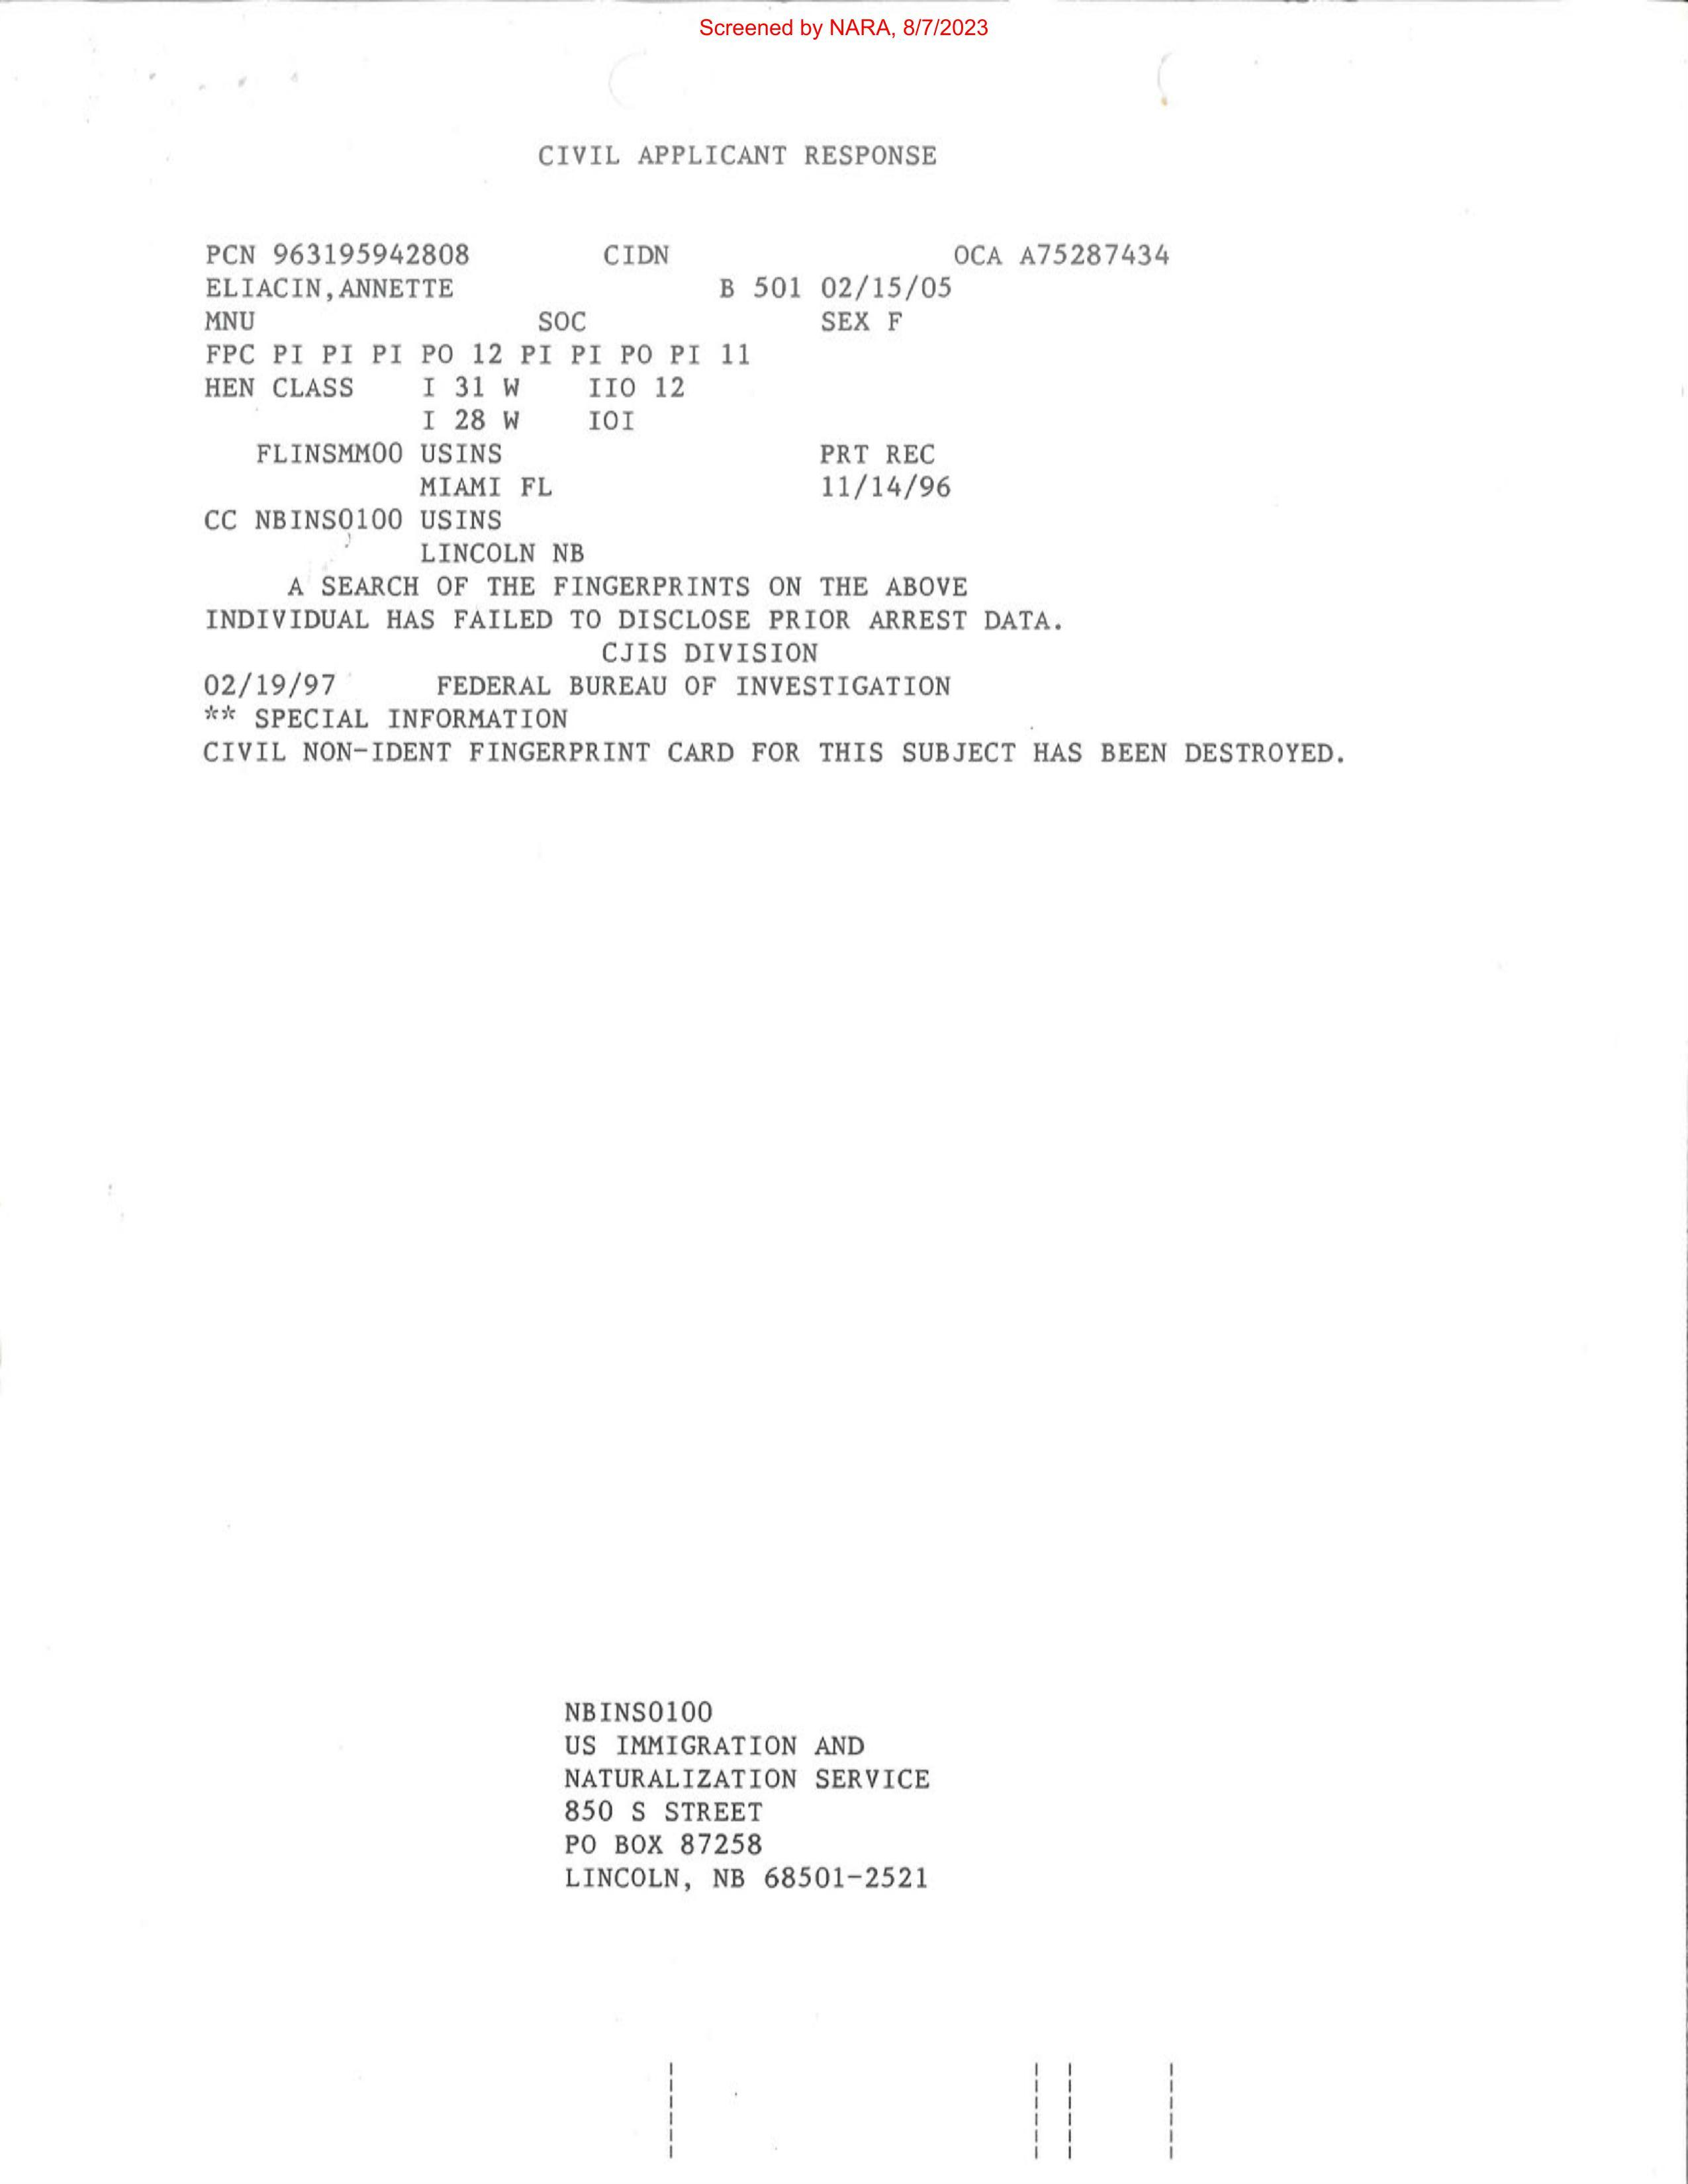 Screened by NARA, 8/7/2023
CIVIL APPLICANT RESPONSE
PCN 963195942808 CIDN OCA A75287434
ELIACIN,ANNETTE B 501 02/15/05
MNU SOC SEX F
FPC PI PI PI PO 12 PI PI PO PI 11
HEN CLASS I 31 W IIO 12
I 28 W IOI
FLINSMM00 USINS PRT REC
MIAMI FL 11/14/96
CC NBINS0100 USINS
LINCOLN NB
A SEARCH OF THE FINGERPRINTS ON THE ABOVE
INDIVIDUAL HAS FAILED TO DISCLOSE PRIOR ARREST DATA.
CJIS DIVISION
02/19/97 FEDERAL BUREAU OF INVESTIGATION
** SPECIAL INFORMATION
CIVIL NON-IDENT FINGERPRINT CARD FOR THIS SUBJECT HAS BEEN DESTROYED.
NBINS0100
US IMMIGRATION AND
NATURALIZATION SERVICE
850 S STREET
PO BOX 87258
LINCOLN, NB 68501-2521